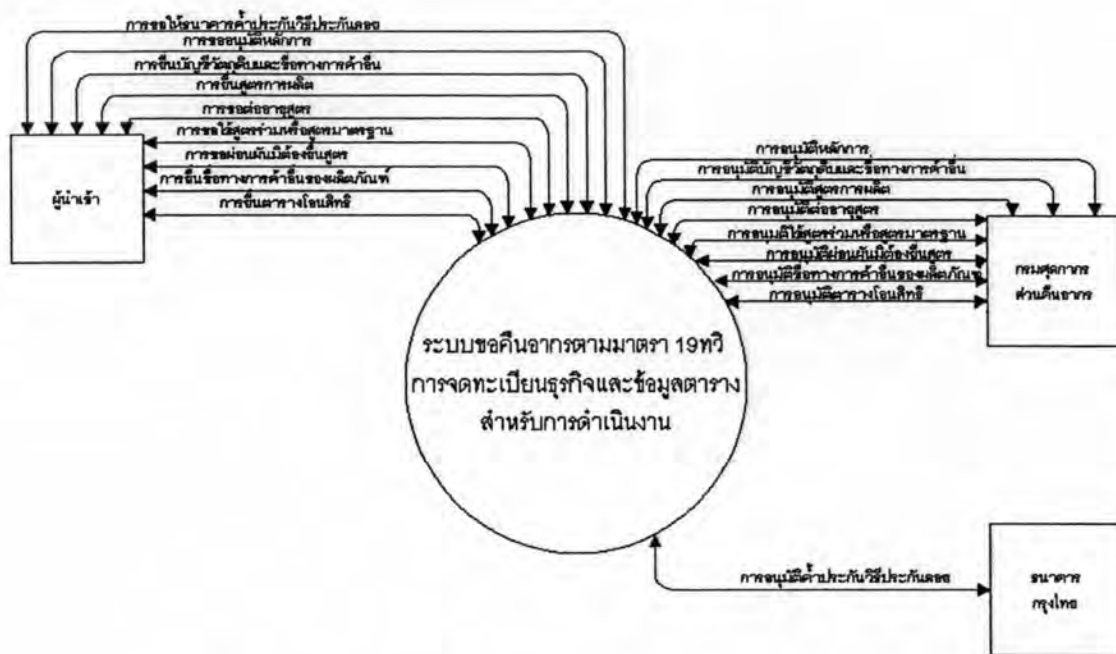 การขอให้ธนาคารค้ำประกันวิธีประกันลอย
การขออนุมัติหลักการ
การยื่นบัญชีวัตถุดิบและชื่อทางการค้าอื่น
การยื่นสูตรการผลิต
การขอต่ออายุสูตร
การขอใช้สูตรร่วมหรือสูตรมาตรฐาน
การขอผ่อนผันมิต้องยื่นสูตร
การยื่นชื่อทางการค้าอื่นของผลิตภัณฑ์
การยื่นตารางโอนสิทธิ
ผู้นำเข้า
การอนุมัติหลักการ
การอนุมัติบัญชีวัตถุดิบและชื่อทางการค้าอื่น
การอนุมัติสูตรการผลิต
การอนุมัติต่ออายุสูตร
การอนุมติใช้สูตรร่วมหรือสูตรมาตรฐาน
การอนุมัติผ่อนผันมิต้องยื่นสูตร
การอนุมัติชื่อทางการค้าอื่นของผลิตภัณฑ์
การอนุมัติตารางโอนสิทธิ
กรมศุลกากร
ส่วนคืนอากร
ระบบขอคืนอากรตามมาตรา 19ทวิ
การจดทะเบียนธุรกิจและข้อมูลตาราง
สำหรับการดำเนินงาน
การอนุมัติค้ำประกันวิธีประกันลอย
ธนาคาร
กรุงไทย